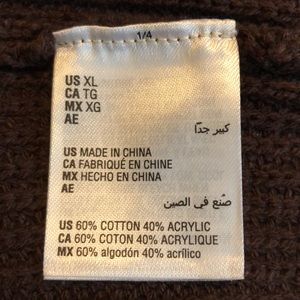 1/4
US XL
CA TG
MX XG
AE
كبير جدًا
US MADE IN CHINA
CA FABRIQUÉ EN CHINE
MX HECHO EN CHINA
AE
صُنع في الصين
US 60% COTTON 40% ACRYLIC
CA 60% COTON 40% ACRYLIQUE
MX 60% algodón 40% acrílico